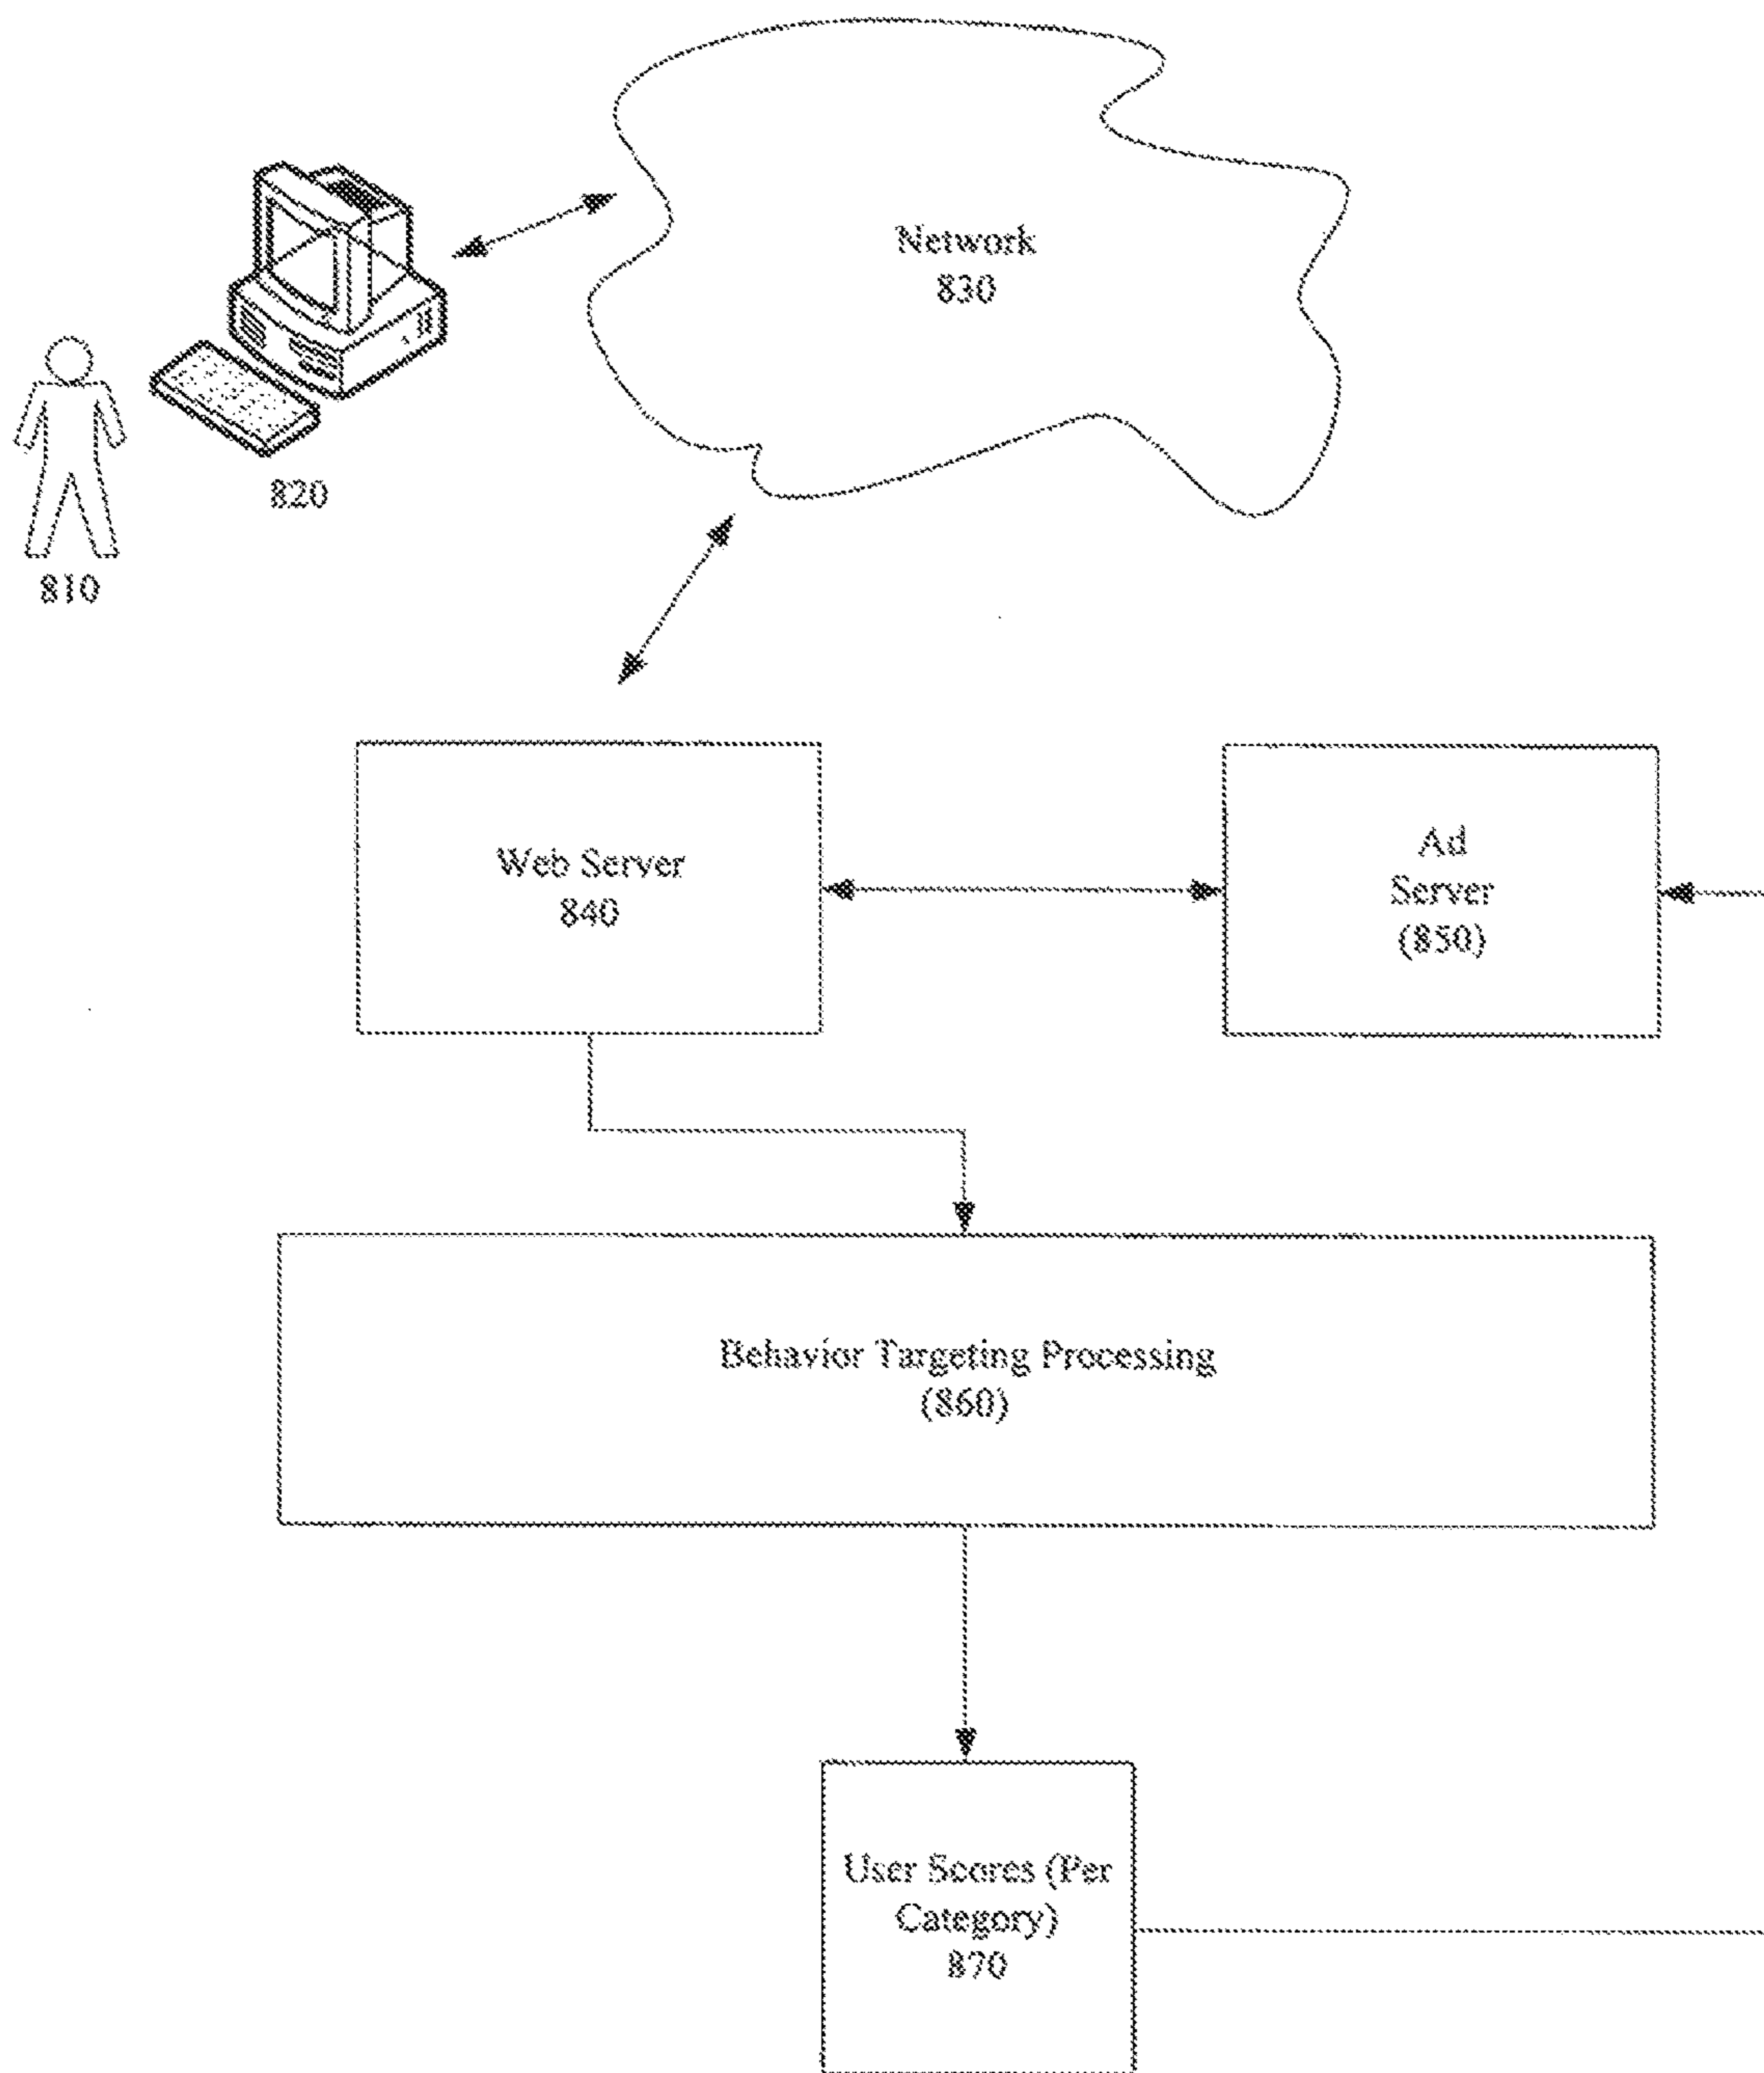 Network
830
820
810
Web Server
840
Ad
Server
(850)
Behavior Targeting Processing
(860)
User Scores (Per
Category)
870